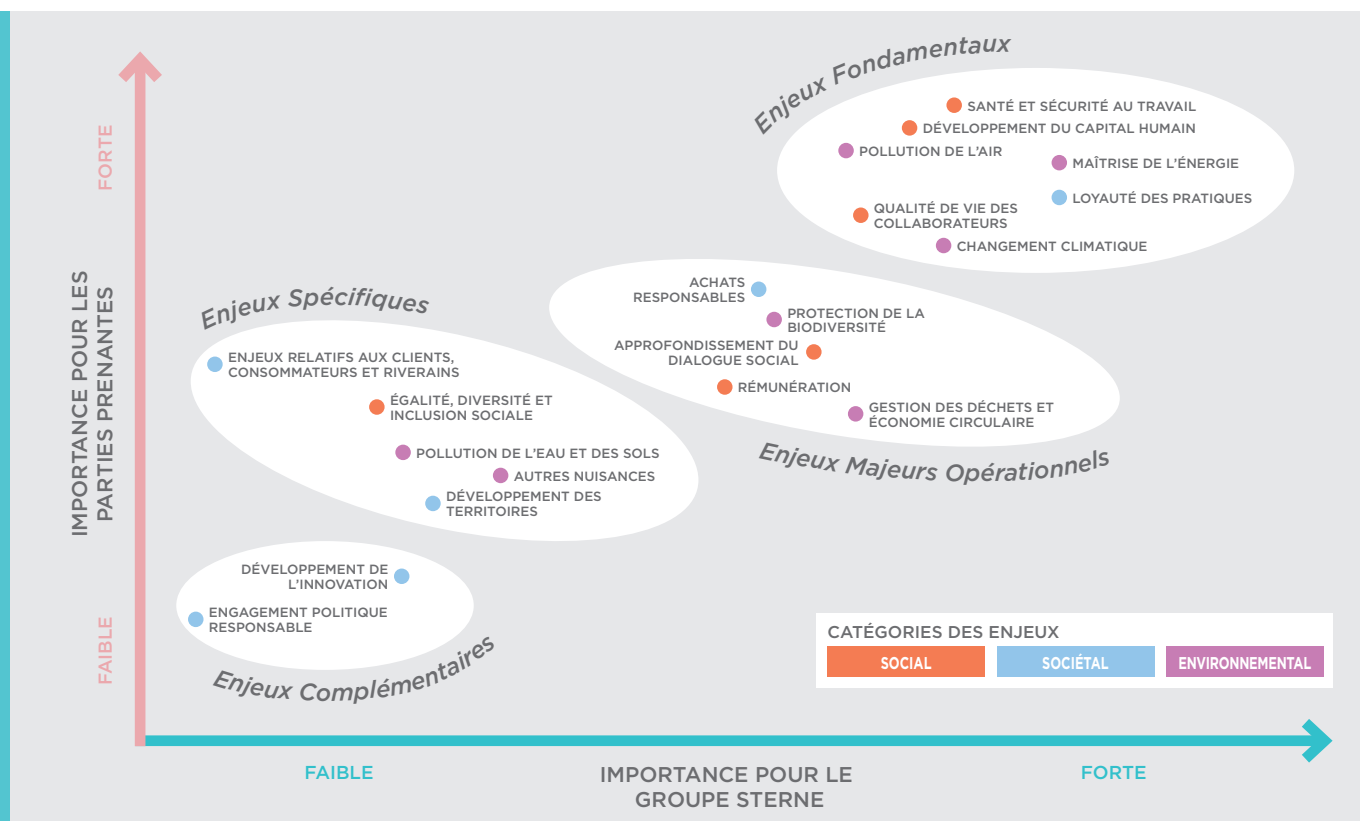 Enjeux Fondamentaux
SANTÉ ET SÉCURITÉ AU TRAVAIL
DÉVELOPPEMENT DU CAPITAL HUMAIN
POLLUTION DE L'AIR
MAÎTRISE DE L'ÉNERGIE
LOYAUTÉ DES PRATIQUES
QUALITÉ DE VIE DES
COLLABORATEURS
CHANGEMENT CLIMATIQUE
FORTE
IMPORTANCE POUR LES
PARTIES PRENANTES
FAIBLE
ACHATS
RESPONSABLES
PROTECTION DE LA
BIODIVERSITÉ
APPROFONDISSEMENT DU
DIALOGUE SOCIAL
RÉMUNÉRATION
GESTION DES DÉCHETS ET
ÉCONOMIE CIRCULAIRE
Enjeux Majeurs Opérationnels
Enjeux Spécifiques
ENJEUX RELATIFS AUX CLIENTS,
CONSOMMATEURS ET RIVERAINS
ÉGALITÉ, DIVERSITÉ ET
INCLUSION SOCIALE
POLLUTION DE L'EAU ET DES SOLS
AUTRES NUISANCES
DÉVELOPPEMENT DES
TERRITOIRES
DÉVELOPPEMENT DE
L'INNOVATION
ENGAGEMENT POLITIQUE
RESPONSABLE
Enjeux Complémentaires
CATÉGORIES DES ENJEUX
SOCIAL
SOCIÉTAL
ENVIRONNEMENTAL
FAIBLE
IMPORTANCE POUR LE
GROUPE STERNE
FORTE